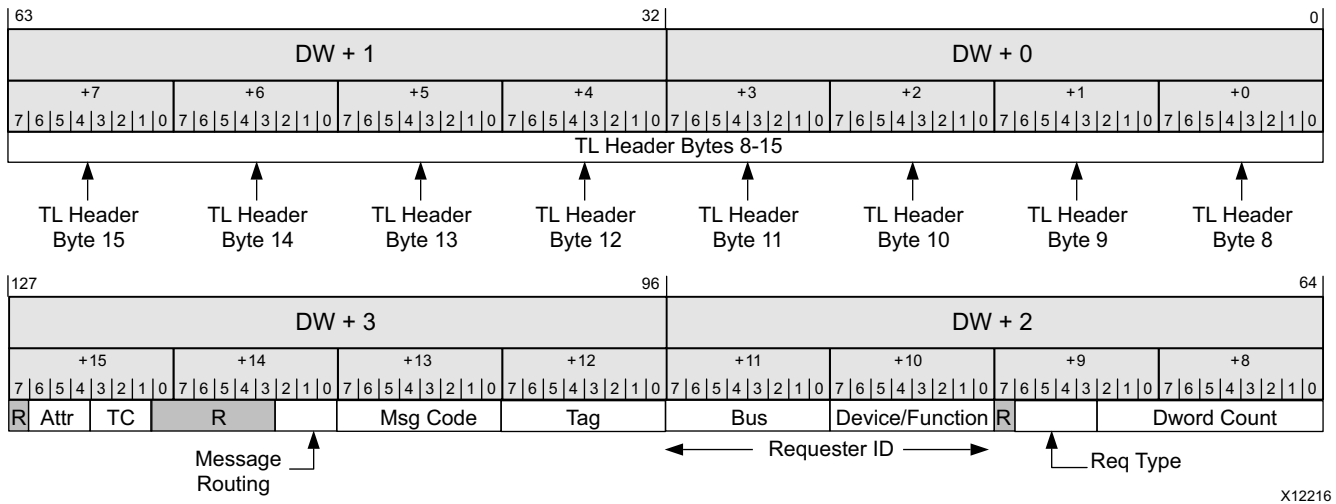 63 32 0
DW + 1 DW + 0
+7 +6 +5 +4 +3 +2 +1 +0
7 6 5 4 3 2 1 0 7 6 5 4 3 2 1 0 7 6 5 4 3 2 1 0 7 6 5 4 3 2 1 0 7 6 5 4 3 2 1 0 7 6 5 4 3 2 1 0 7 6 5 4 3 2 1 0 7 6 5 4 3 2 1 0
TL Header Bytes 8-15
TL Header TL Header TL Header TL Header TL Header TL Header TL Header TL Header
Byte 15 Byte 14 Byte 13 Byte 12 Byte 11 Byte 10 Byte 9 Byte 8
127 96 64
DW + 3 DW + 2
+15 +14 +13 +12 +11 +10 +9 +8
7 6 5 4 3 2 1 0 7 6 5 4 3 2 1 0 7 6 5 4 3 2 1 0 7 6 5 4 3 2 1 0 7 6 5 4 3 2 1 0 7 6 5 4 3 2 1 0 7 6 5 4 3 2 1 0 7 6 5 4 3 2 1 0
R Attr TC R Msg Code Tag Bus Device/Function R Dword Count
Message Requester ID Req Type
Routing
X12216